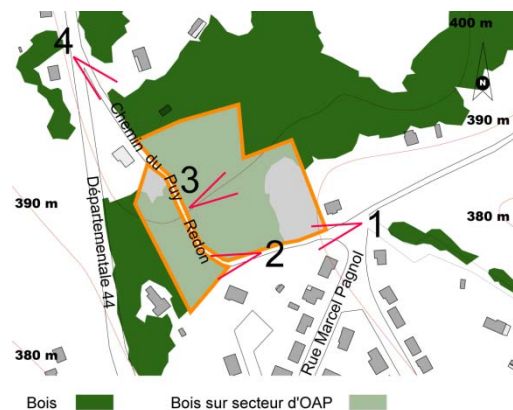 400 m
4
N
390 m
Chemin du Puy Redon
3
390 m
Départementale 44
380 m
1
2
Rue Marcel Pagnol
380 m
Bois
Bois sur secteur d'OAP